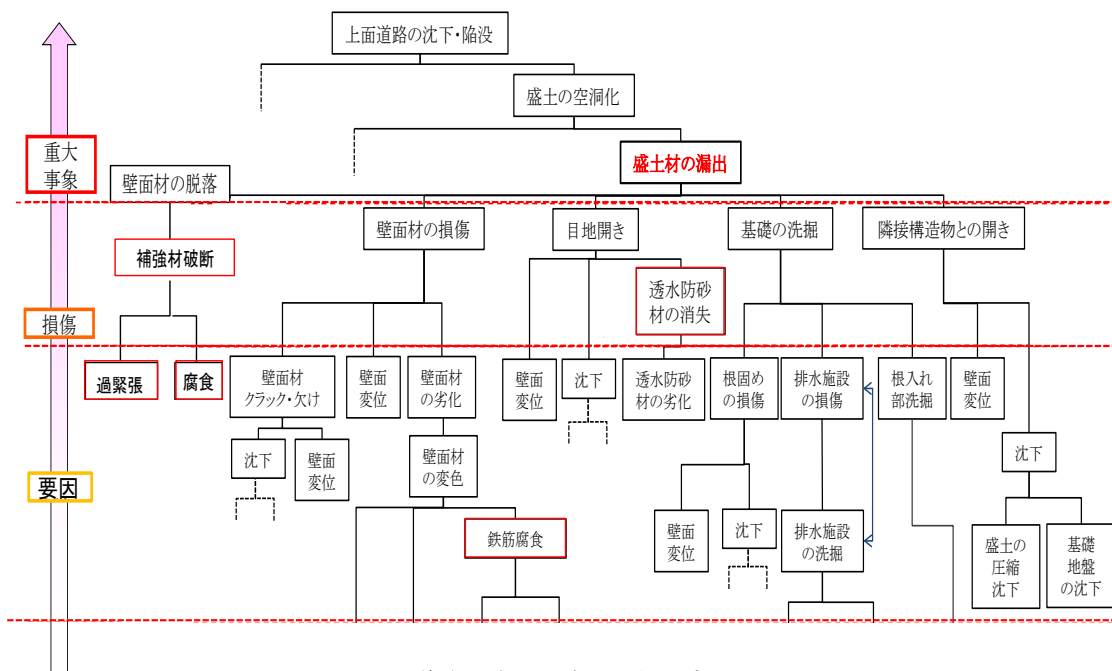 上面道路の沈下・陥没
盛土の空洞化
盛土材の漏出
重大
事象
壁面材の脱落
壁面材の損傷
目地開き
基礎の洗掘
隣接構造物との開き
補強材破断
透水防砂
材の消失
損傷
過緊張
腐食
壁面材
クラック・欠け
壁面
変位
壁面材
の劣化
壁面
変位
沈下
透水防砂
材の劣化
根固め
の損傷
排水施設
の損傷
根入れ
部洗掘
壁面
変位
沈下
壁面
変位
壁面材
の変色
沈下
要因
鉄筋腐食
壁面
変位
沈下
排水施設
の洗掘
盛土の
圧縮
沈下
基礎
地盤
の沈下